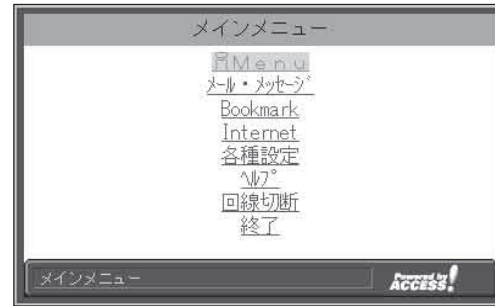 メインメニュー
iMenu
ﾒｰﾙ・ﾒｯｾｰｼﾞ
Bookmark
Internet
各種設定
ﾍﾙﾌﾟ
回線切断
終了
メインメニュー
Powered by
ACCESS!